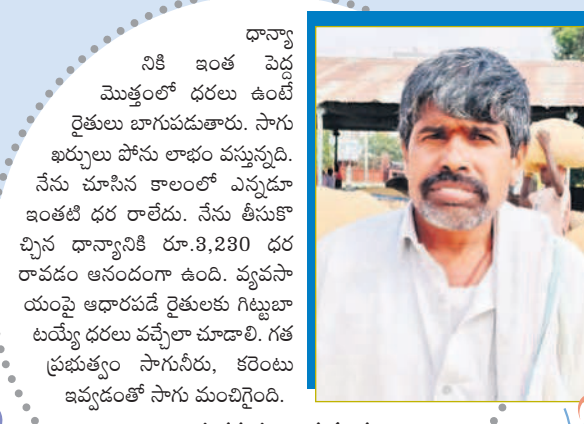 ధాన్యా
నికి ఇంత పెద్ద
మొత్తంలో ధరలు ఉంటే
రైతులు బాగుపడుతారు. సాగు
ఖర్చులు పోను లాభం వస్తున్నది.
నేను చూసిన కాలంలో ఎన్నడూ
ఇంతటి ధర రాలేదు. నేను తీసుకొ
చ్చిన ధాన్యానికి రూ.3,230 ధర
రావడం ఆనందంగా ఉంది. వ్యవసా
యంపై ఆధారపడే రైతులకు గిట్టుబా
టయ్యే ధరలు వచ్చేలా చూడాలి. గత
ప్రభుత్వం సాగునీరు, కరెంటు
ఇవ్వడంతో సాగు మంచిగైంది.